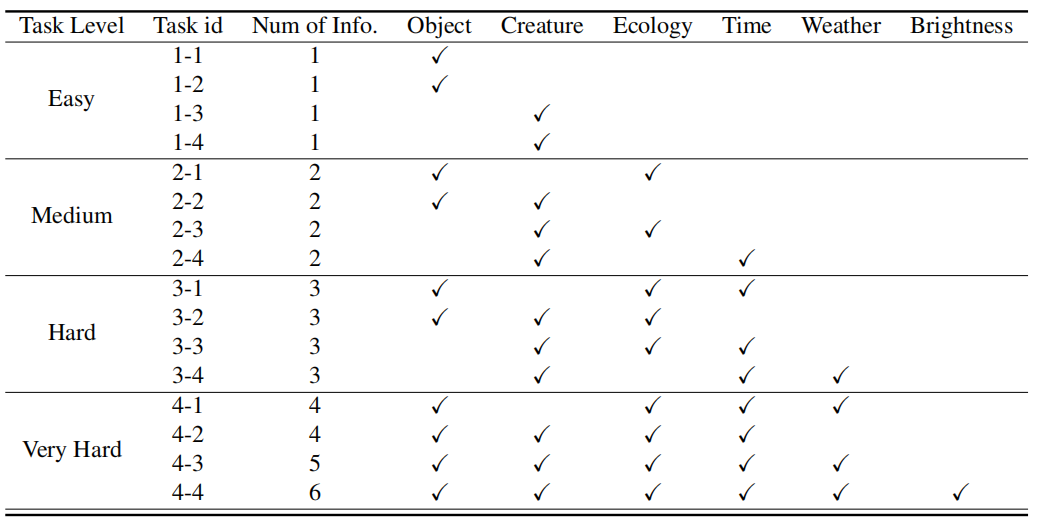 Task Level Task id Num of Info. Object Creature Ecology Time Weather Brightness
Easy
1-1 1 ✓
1-2 1 ✓
1-3 1 ✓
1-4 1 ✓
Medium
2-1 2 ✓ ✓
2-2 2 ✓ ✓
2-3 2 ✓ ✓
2-4 2 ✓ ✓
Hard
3-1 3 ✓ ✓ ✓
3-2 3 ✓ ✓ ✓
3-3 3 ✓ ✓ ✓
3-4 3 ✓ ✓ ✓
Very Hard
4-1 4 ✓ ✓ ✓ ✓
4-2 4 ✓ ✓ ✓ ✓
4-3 5 ✓ ✓ ✓ ✓ ✓
4-4 6 ✓ ✓ ✓ ✓ ✓ ✓